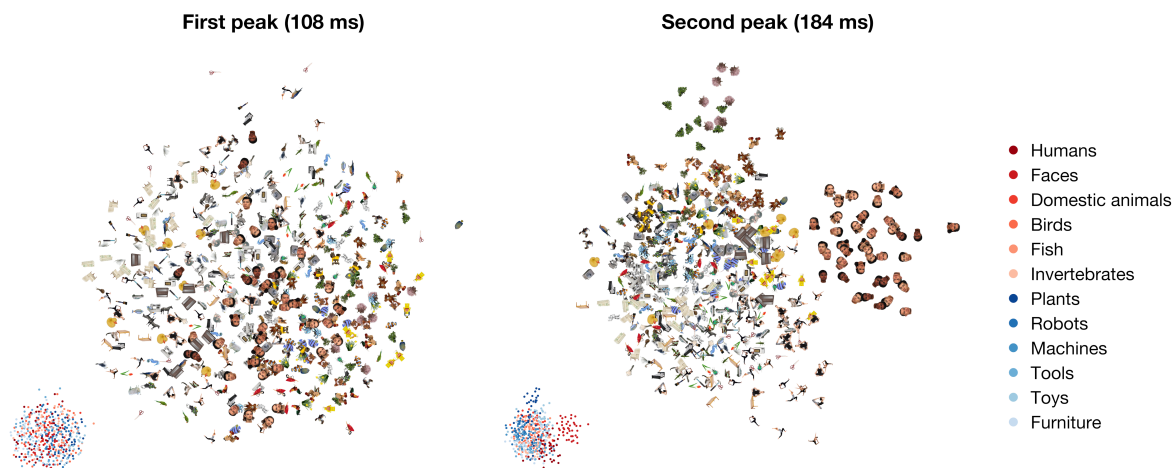 First peak (108 ms)
Second peak (184 ms)
Humans
Faces
Domestic animals
Birds
Fish
Invertebrates
Plants
Robots
Machines
Tools
Toys
Furniture